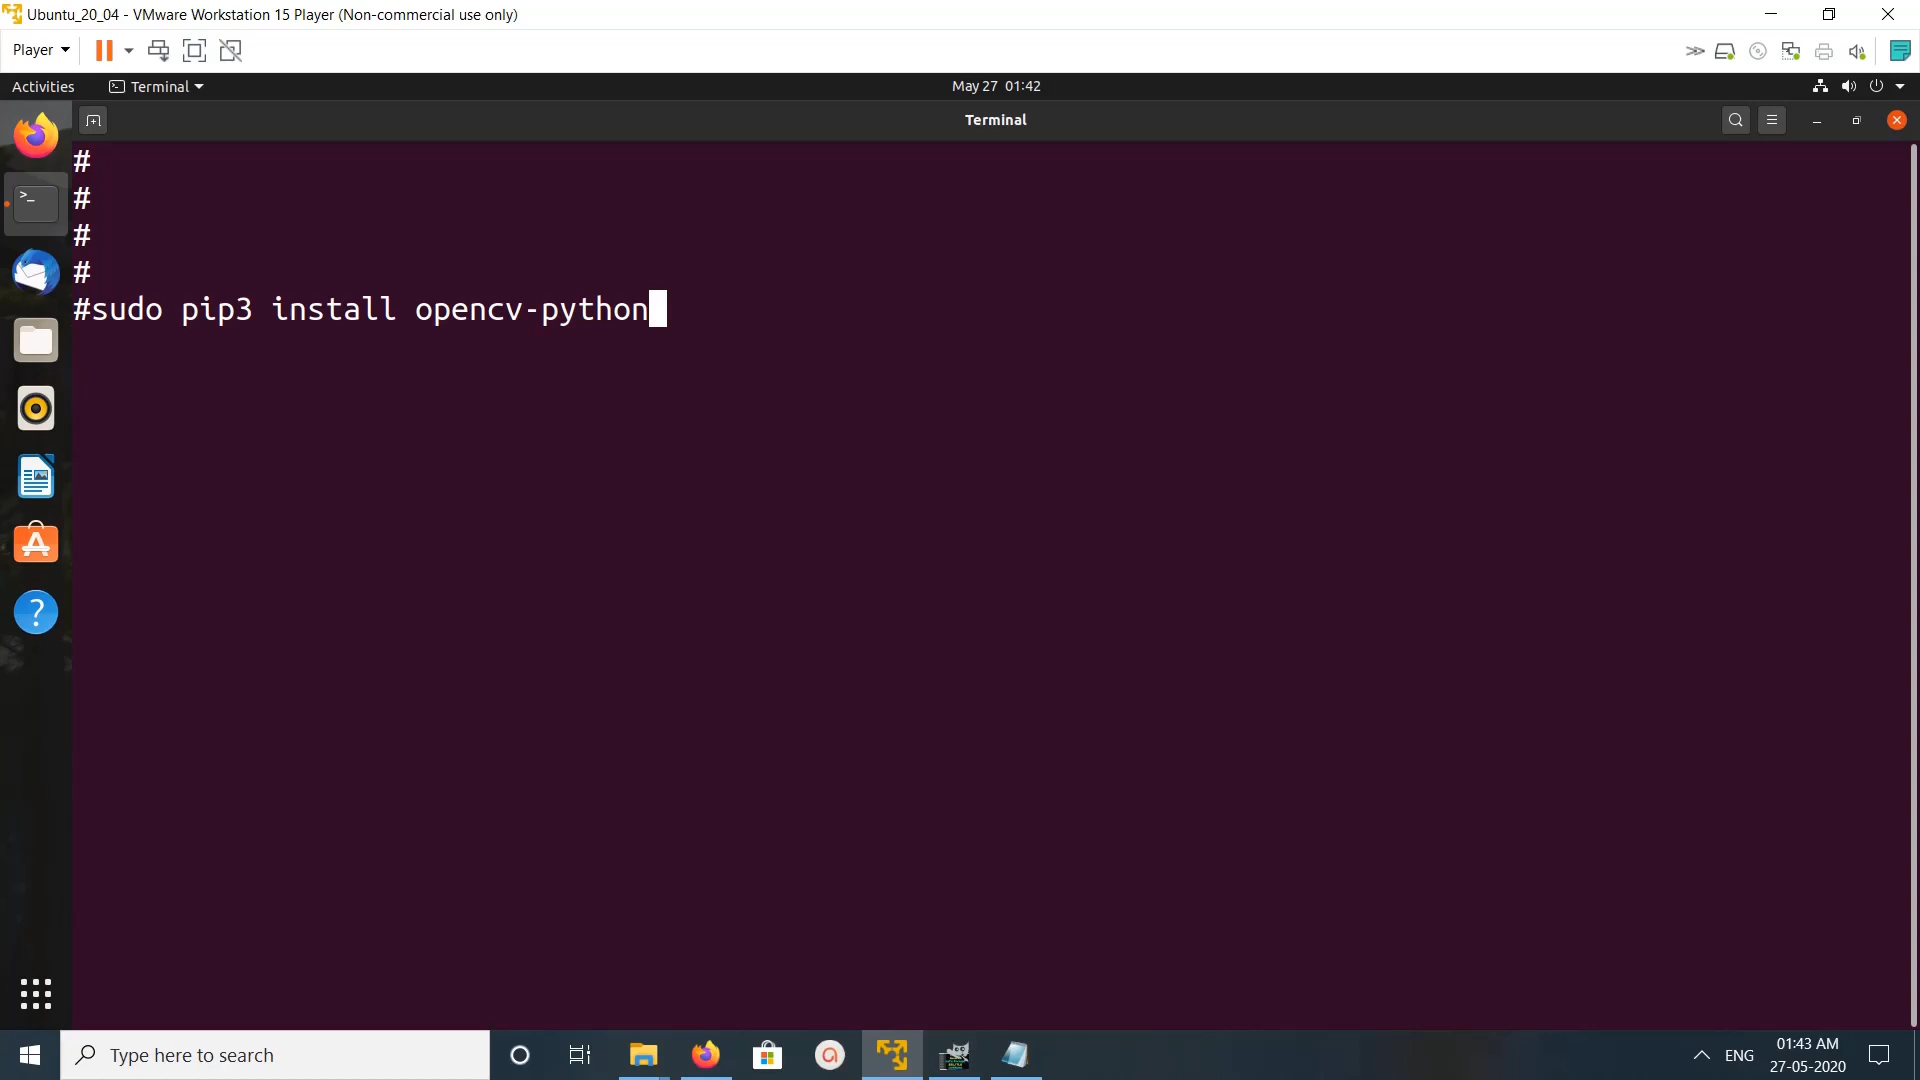 Ubuntu_20_04 - VMware Workstation 15 Player (Non-commercial use only)
Player
Activities
Terminal
May 27 01:42
Terminal
#
#
#
#
#sudo pip3 install opencv-python
Type here to search
ENG
01:43 AM
27-05-2020